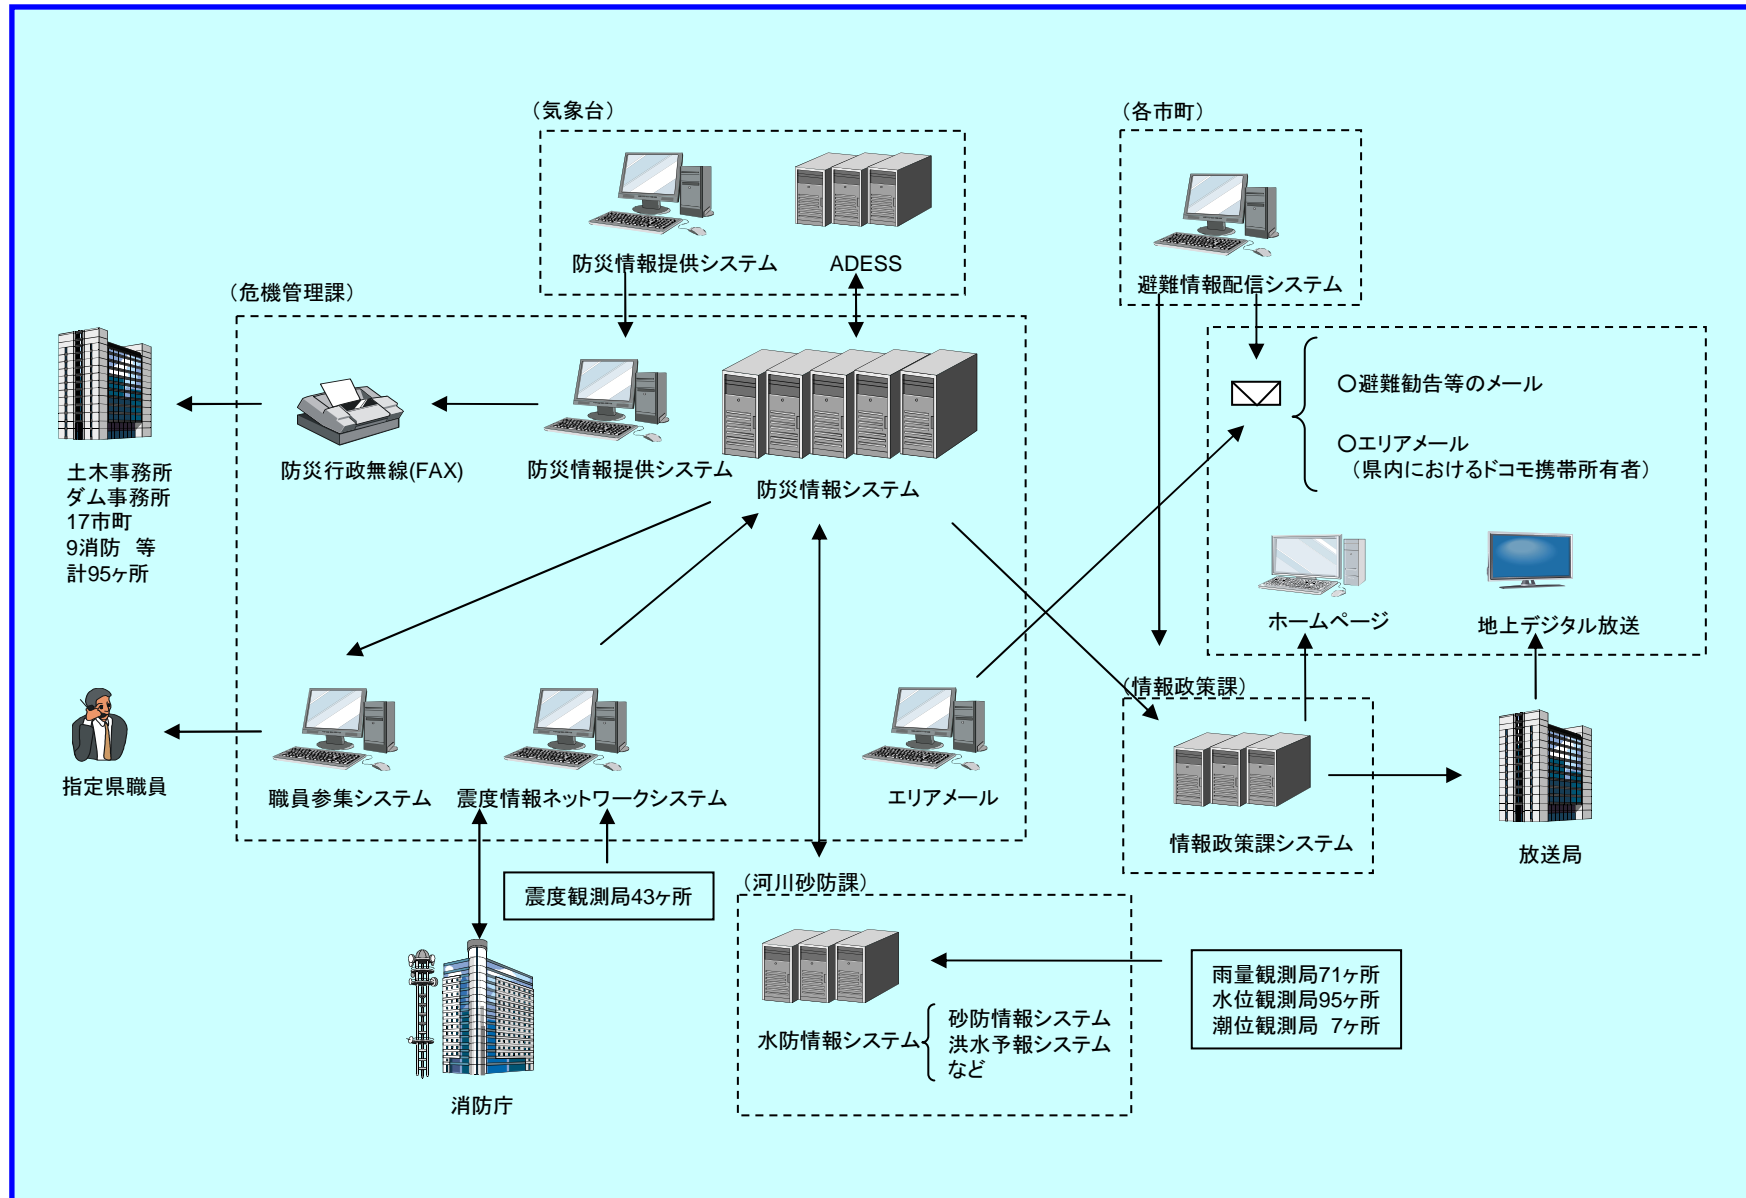 （気象台）
防災情報提供システム
ADESS
（各市町）
避難情報配信システム
（危機管理課）
土木事務所
ダム事務所
17市町
9消防　等
計95ヶ所
防災行政無線(FAX)
防災情報提供システム
防災情報システム
○避難勧告等のメール
○エリアメール
（県内におけるドコモ携帯所有者）
ホームページ
地上デジタル放送
指定県職員
職員参集システム
震度情報ネットワークシステム
エリアメール
（情報政策課）
情報政策課システム
放送局
震度観測局43ヶ所
消防庁
（河川砂防課）
水防情報システム
砂防情報システム
洪水予報システム
など
雨量観測局71ヶ所
水位観測局95ヶ所
潮位観測局　7ヶ所